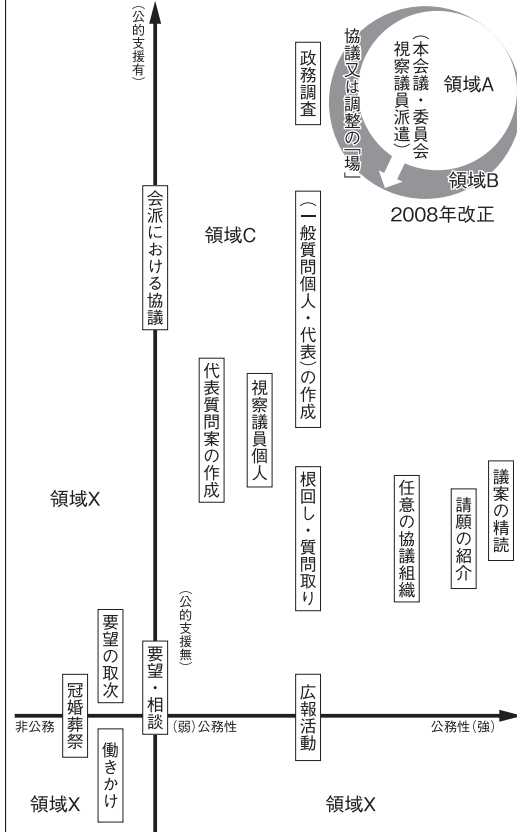 (公的支援有)
政務調査
協議又は調整の「場」
(本会議・委員会
視察議員派遣)
領域A
領域B
2008年改正
会派における協議
領域C
(一般質問個人・代表)の作成
代表質問案の作成
視察議員個人
領域X
根回し・質問取り
任意の協議組織
請願の紹介
議案の精読
(公的支援無)
要望の取次
要望・相談
冠婚葬祭
広報活動
非公務
(弱)公務性
公務性(強)
働きかけ
領域X
領域X